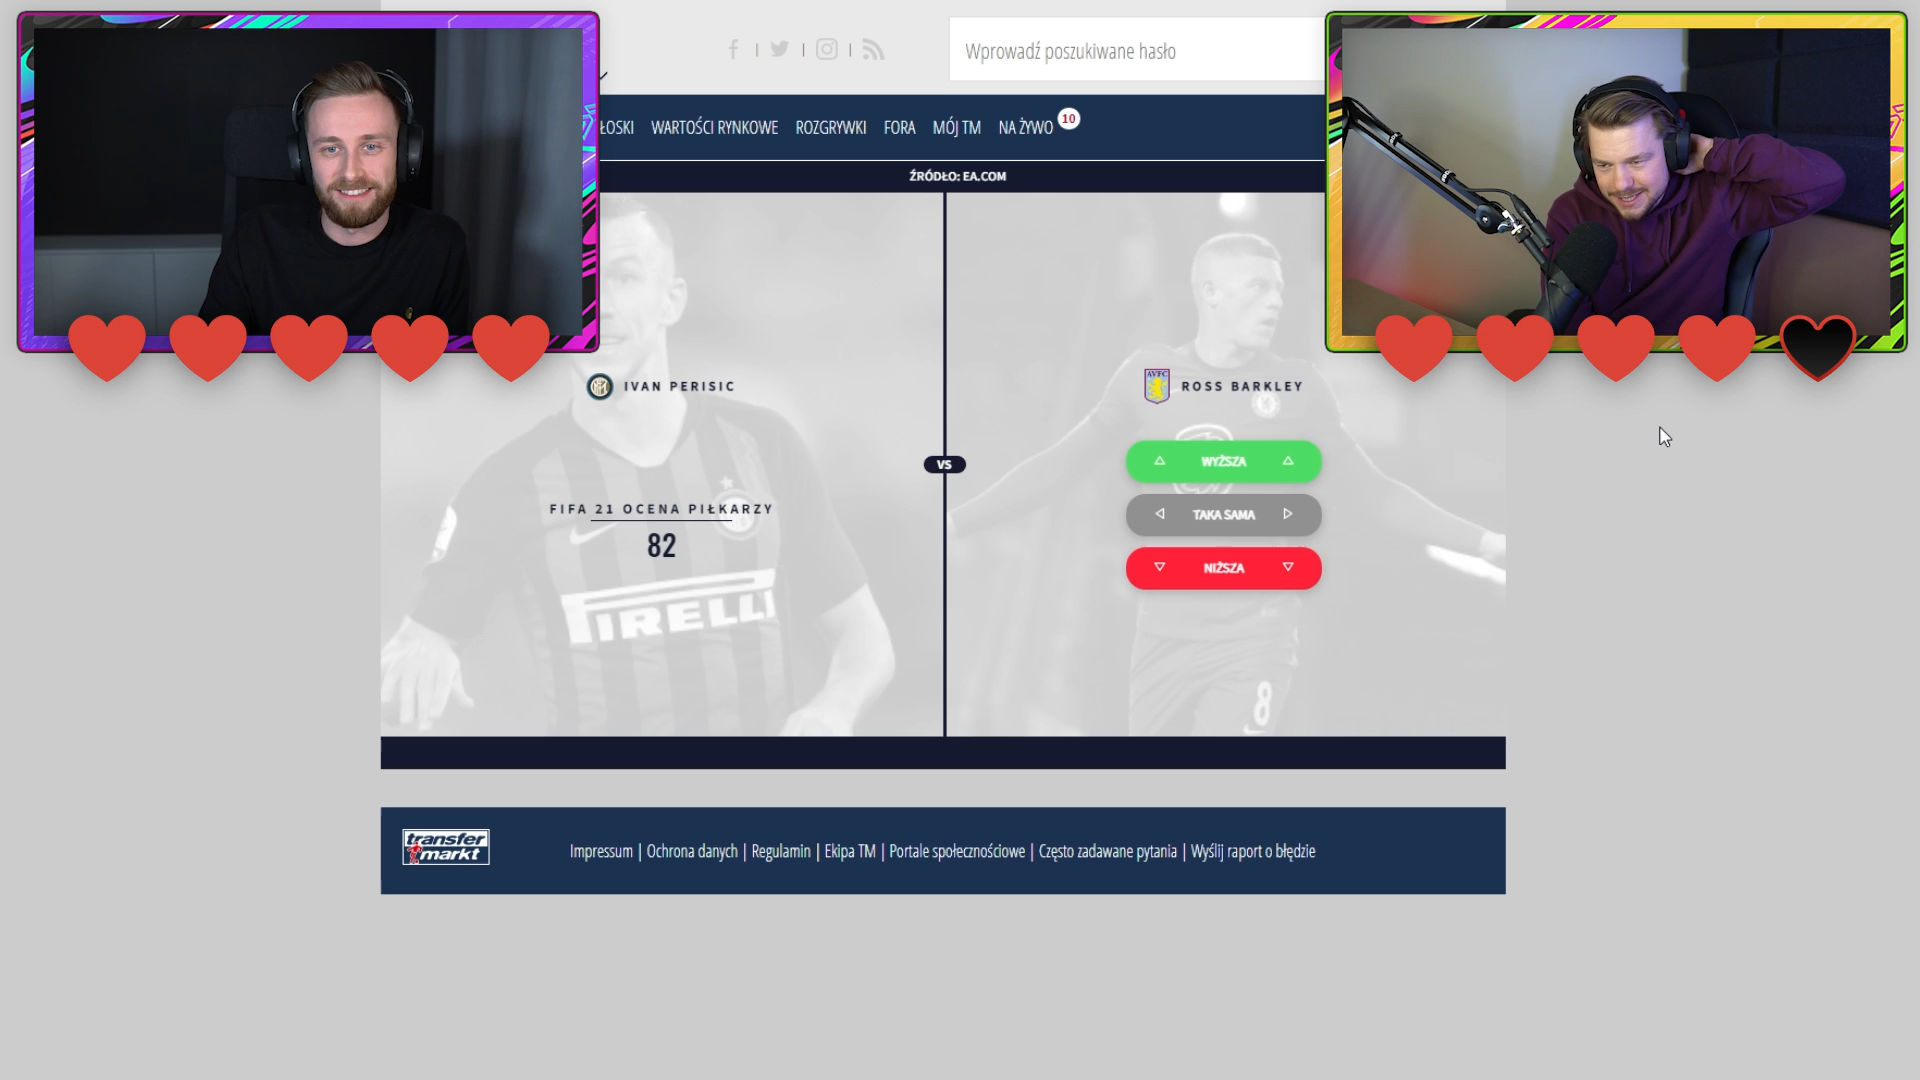 Wprowadź poszukiwane hasło
ŁOSKI WARTOŚCI RYNKOWE ROZGRYWKI FORA MÓJ TM NA ŻYWO 10
ŹRÓDŁO: EA.COM
IVAN PERISIC
AVFC
ROSS BARKLEY
VS
WYŻSZA
FIFA 21 OCENA PIŁKARZY
82
TAKA SAMA
NIŻSZA
PIRELLI
8
transfer
markt
Impressum | Ochrona danych | Regulamin | Ekipa TM | Portale społecznościowe | Często zadawane pytania | Wyślij raport o błędzie